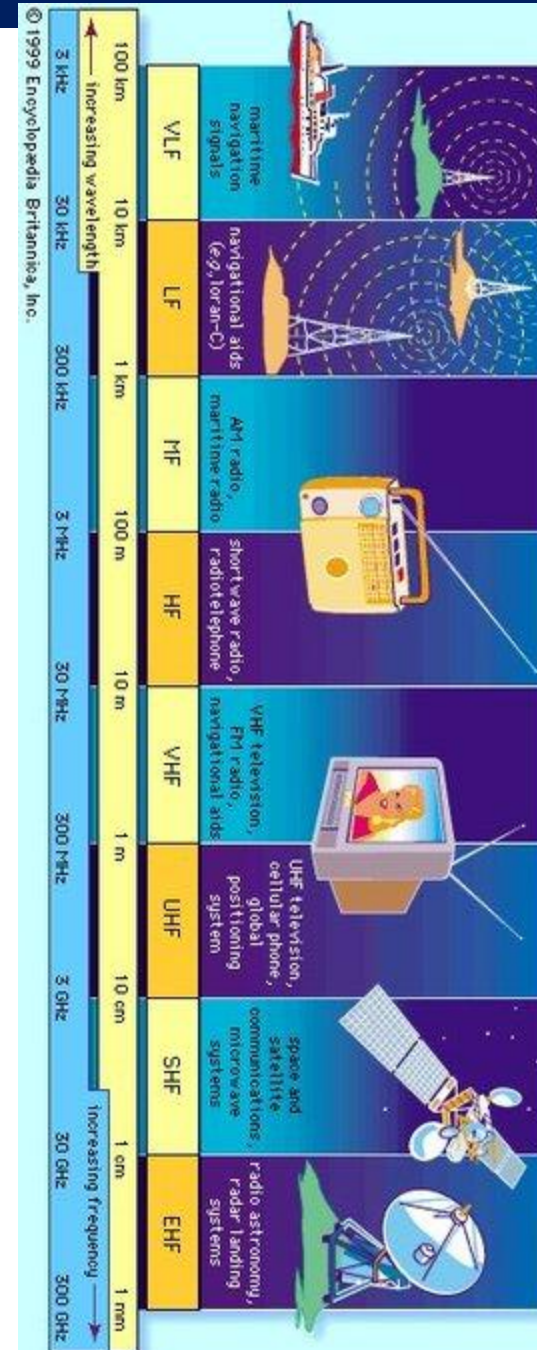 maritime
navigation
signals
navigational aids
(eg, loran-C)
AM radio,
maritime radio
shortwave radio,
radiotelephone
VHF television,
FM radio,
navigational aids
UHF television,
cellular phone,
global
positioning
system
space and
satellite
communications,
microwave
systems
radio astronomy,
radar landing
systems
VLF LF MF HF VHF UHF SHF EHF
100 km 10 km 1 km 100 m 10 m 1 m 10 cm 1 cm 1 mm
increasing wavelength
increasing frequency
3 kHz 30 kHz 300 kHz 3 MHz 30 MHz 300 MHz 3 GHz 30 GHz 300 GHz
© 1999 Encyclopædia Britannica, Inc.